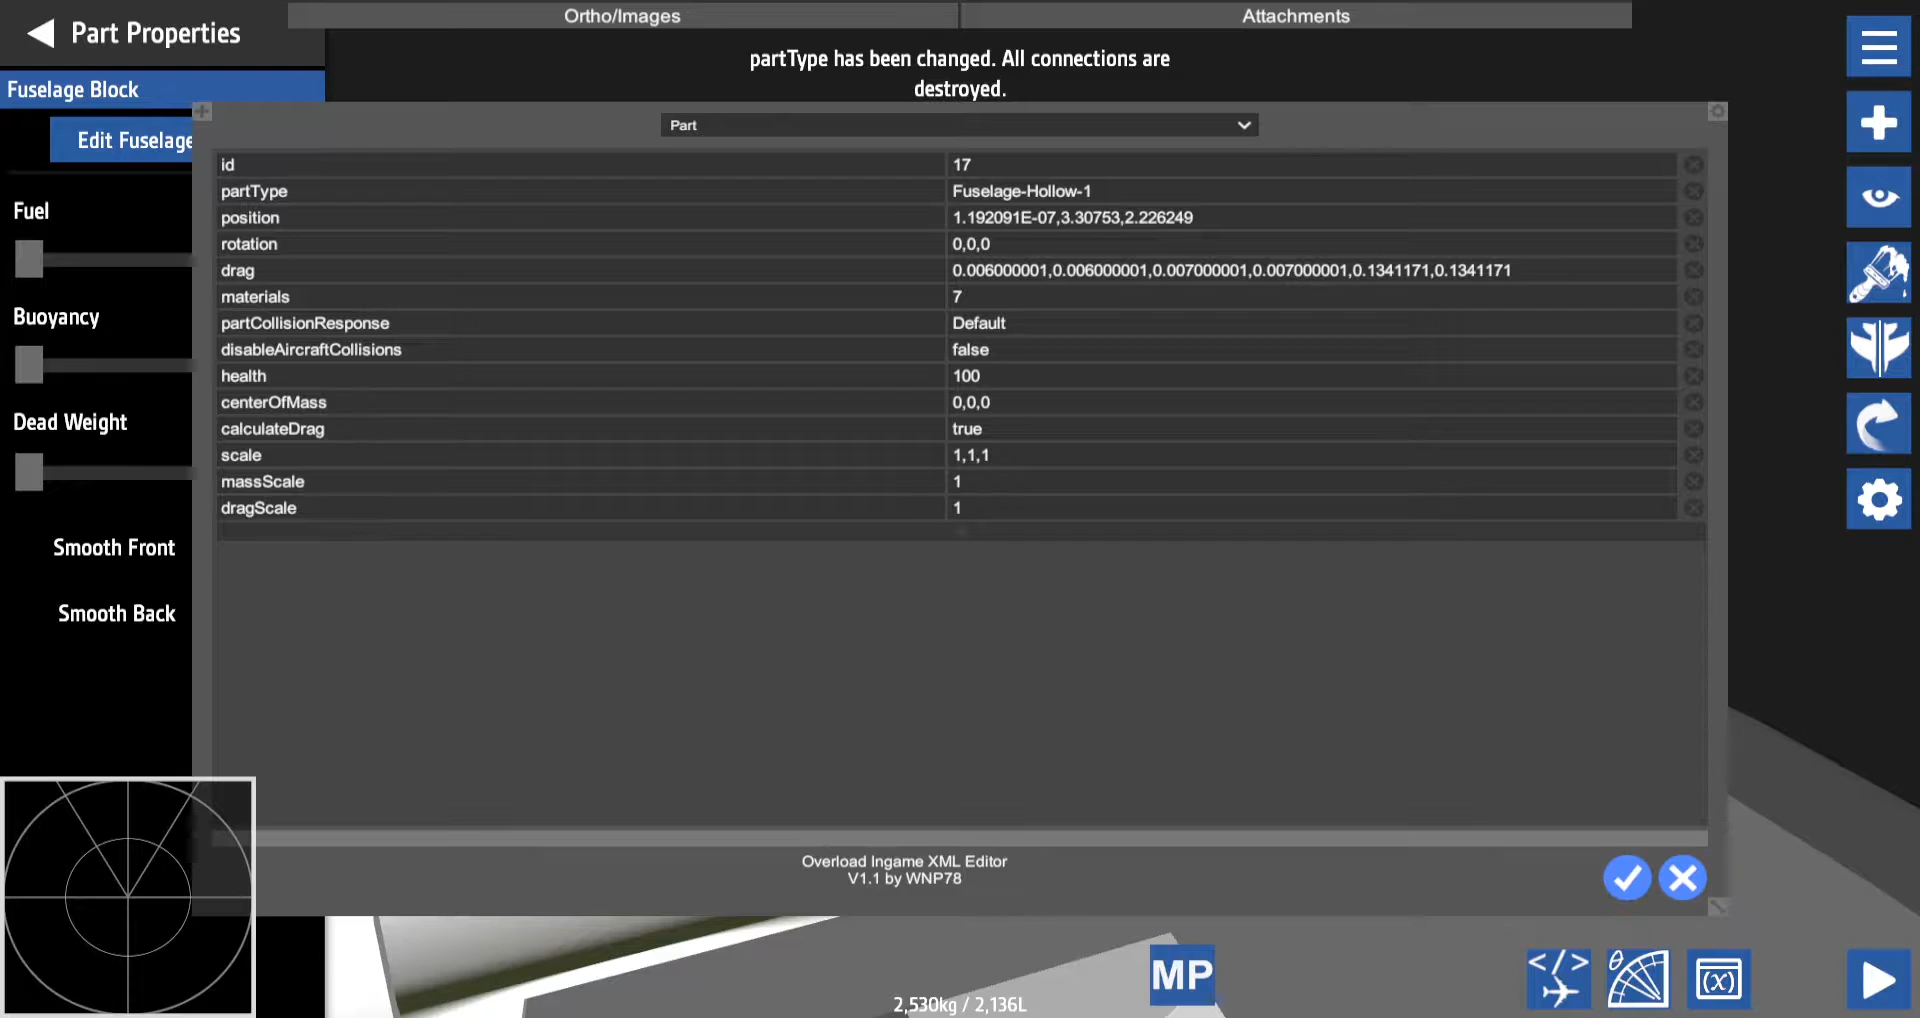 Part Properties
Ortho/Images
Attachments
partType has been changed. All connections are
destroyed.
Fuselage Block
Edit Fuselage
Part
id 17
partType Fuselage-Hollow-1
position 1.192091E-07,3.30753,2.226249
rotation 0,0,0
drag 0.006000001,0.006000001,0.007000001,0.007000001,0.1341171,0.1341171
materials 7
partCollisionResponse Default
disableAircraftCollisions false
health 100
centerOfMass 0,0,0
calculateDrag true
scale 1,1,1
massScale 1
dragScale 1
Fuel
Buoyancy
Dead Weight
Smooth Front
Smooth Back
Overload Ingame XML Editor
V1.1 by WNP78
MP
2,530kg / 2,136L
</>
θ
(x)